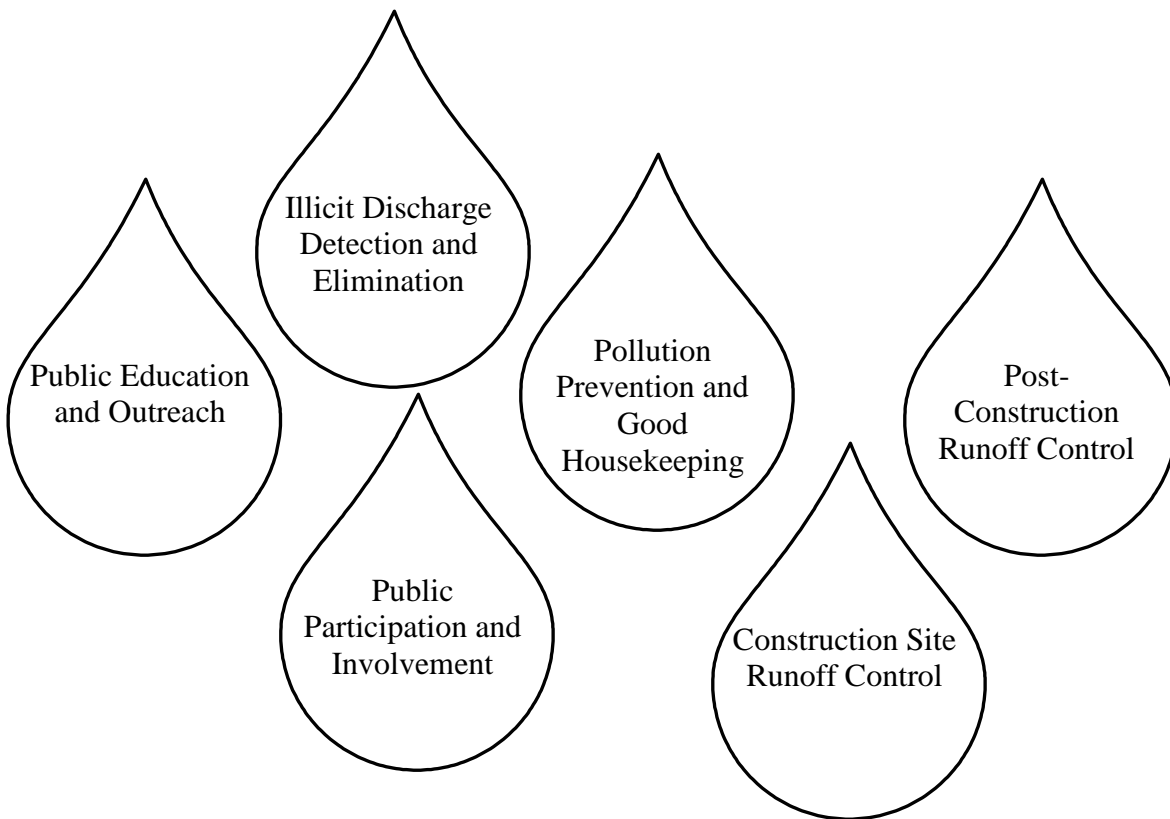 Illicit Discharge
Detection and
Elimination
Public Education
and Outreach
Pollution
Prevention and
Good
Housekeeping
Post-
Construction
Runoff Control
Public
Participation and
Involvement
Construction Site
Runoff Control